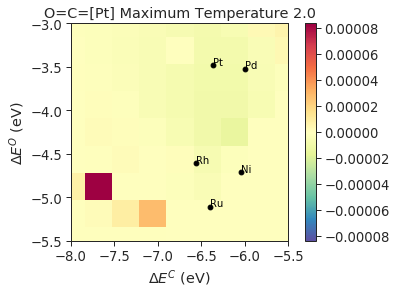 O=C=[Pt] Maximum Temperature 2.0
−3.0
−3.5
−4.0
−4.5
−5.0
−5.5
ΔE^O (eV)
Pt
Pd
Rh
Ni
Ru
−8.0 −7.5 −7.0 −6.5 −6.0 −5.5
ΔE^C (eV)
0.00008
0.00006
0.00004
0.00002
0.00000
−0.00002
−0.00004
−0.00006
−0.00008